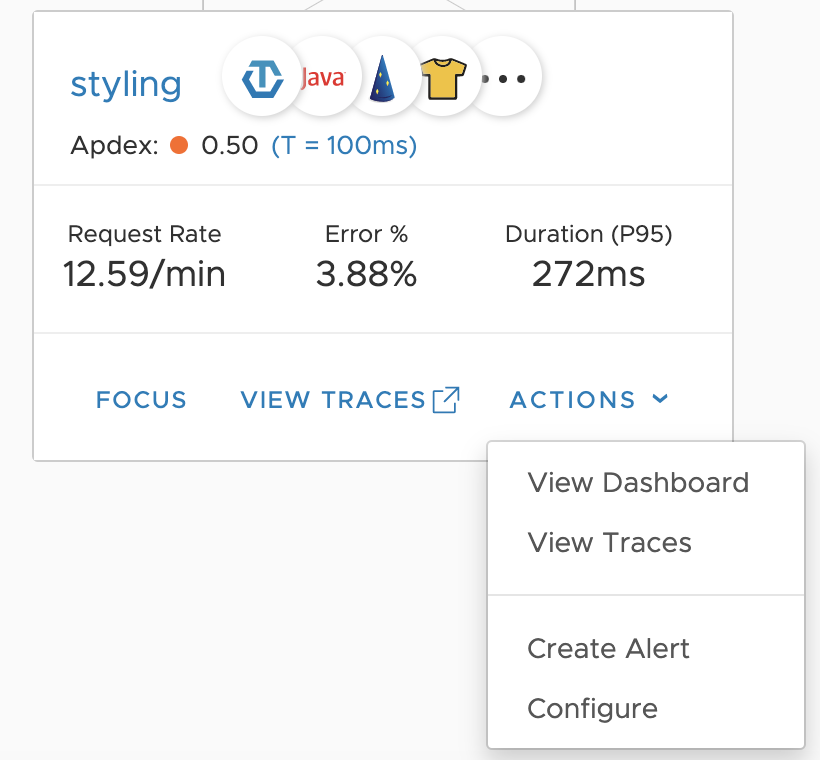 styling
Java
Apdex: 0.50 (T = 100ms)
Request Rate
Error %
Duration (P95)
12.59/min
3.88%
272ms
FOCUS
VIEW TRACES
ACTIONS
View Dashboard
View Traces
Create Alert
Configure